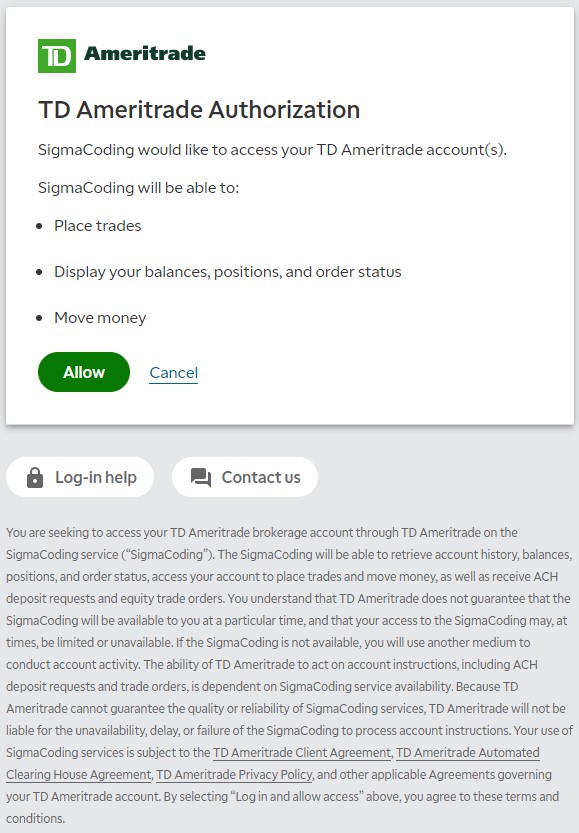 TD Ameritrade
TD Ameritrade Authorization
SigmaCoding would like to access your TD Ameritrade account(s).
SigmaCoding will be able to:
• Place trades
• Display your balances, positions, and order status
• Move money
Allow Cancel
Log-in help Contact us
You are seeking to access your TD Ameritrade brokerage account through TD Ameritrade on the
SigmaCoding service (“SigmaCoding”). The SigmaCoding will be able to retrieve account history, balances,
positions, and order status, access your account to place trades and move money, as well as receive ACH
deposit requests and equity trade orders. You understand that TD Ameritrade does not guarantee that the
SigmaCoding will be available to you at a particular time, and that your access to the SigmaCoding may, at
times, be limited or unavailable. If the SigmaCoding is not available, you will use another medium to
conduct account activity. The ability of TD Ameritrade to act on account instructions, including ACH
deposit requests and trade orders, is dependent on SigmaCoding service availability. Because TD
Ameritrade cannot guarantee the quality or reliability of SigmaCoding services, TD Ameritrade will not be
liable for the unavailability, delay, or failure of the SigmaCoding to process account instructions. Your use of
SigmaCoding services is subject to the TD Ameritrade Client Agreement, TD Ameritrade Automated
Clearing House Agreement, TD Ameritrade Privacy Policy, and other applicable Agreements governing
your TD Ameritrade account. By selecting “Log in and allow access” above, you agree to these terms and
conditions.